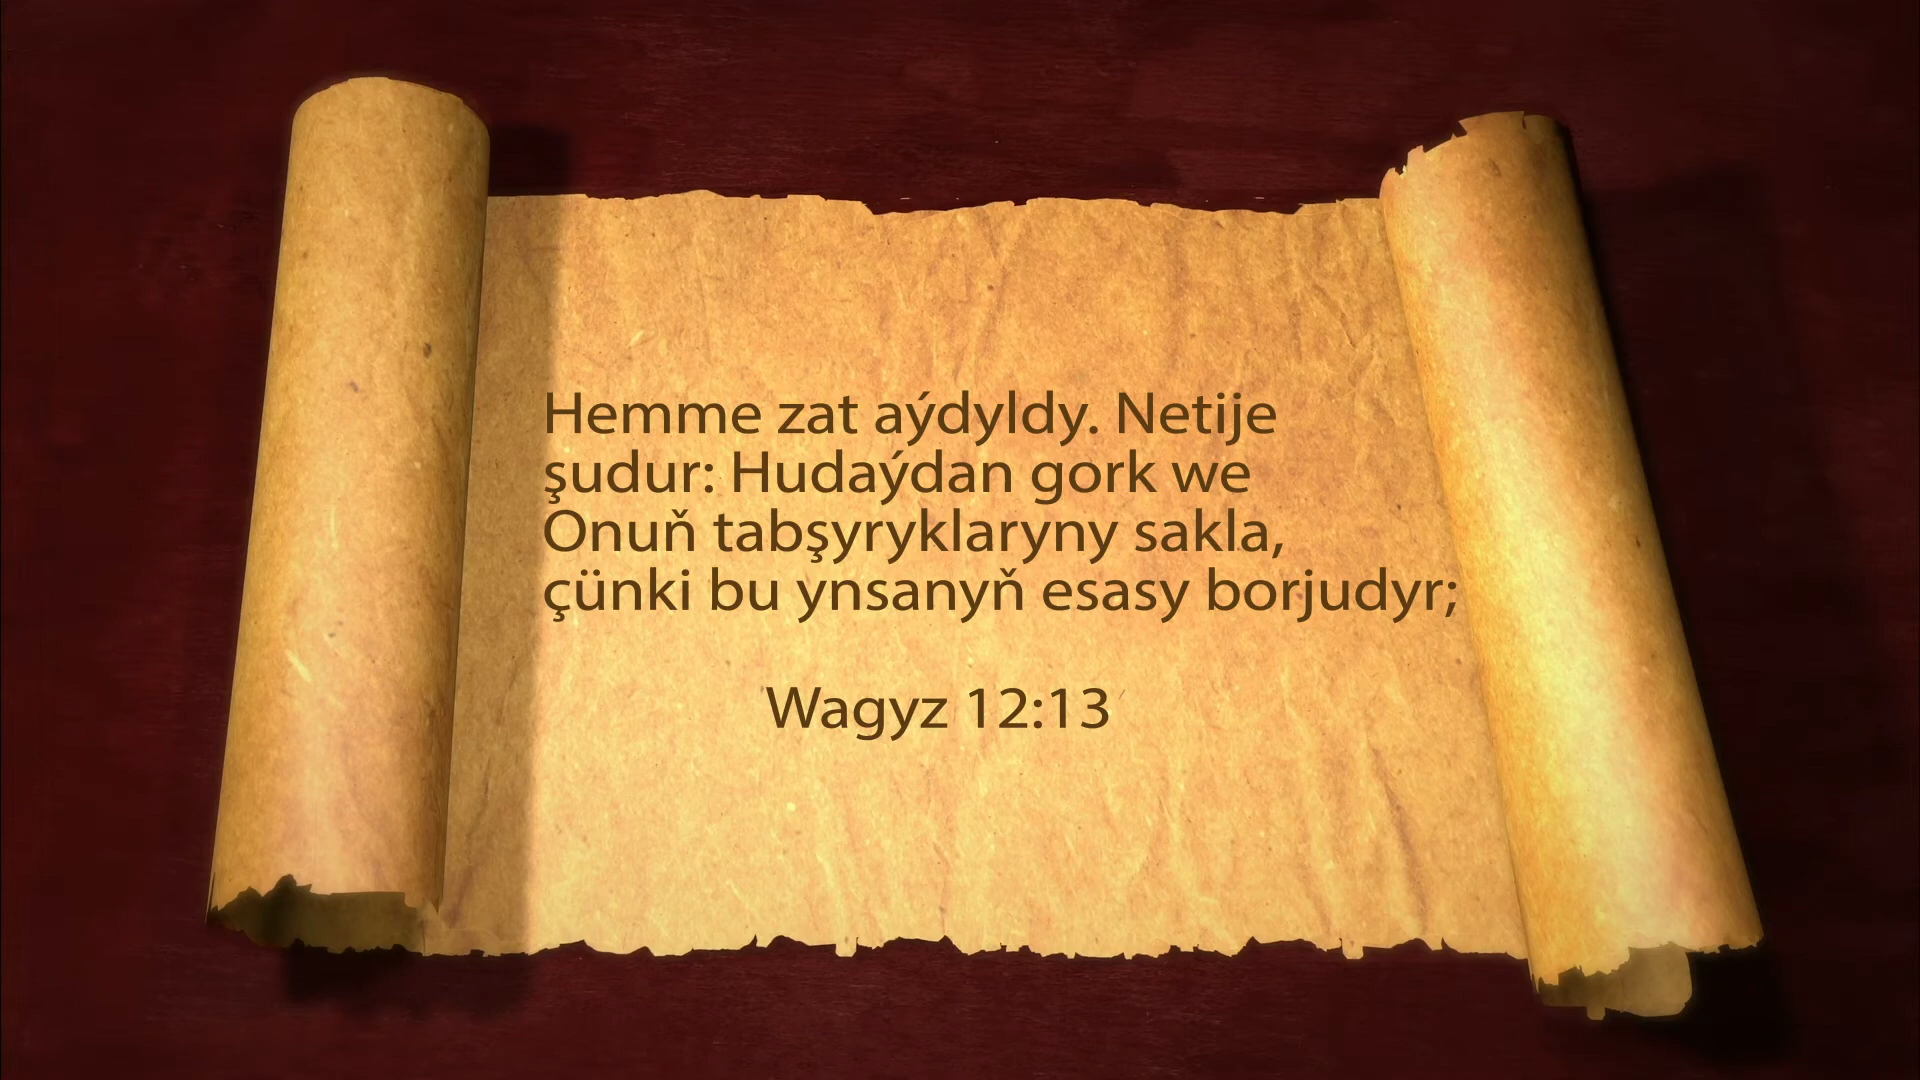 Hemme zat aýdyldy. Netije
şudur: Hudaýdan gork we
Onuň tabşyryklaryny sakla,
çünki bu ynsanyň esasy borjudyr;
Wagyz 12:13